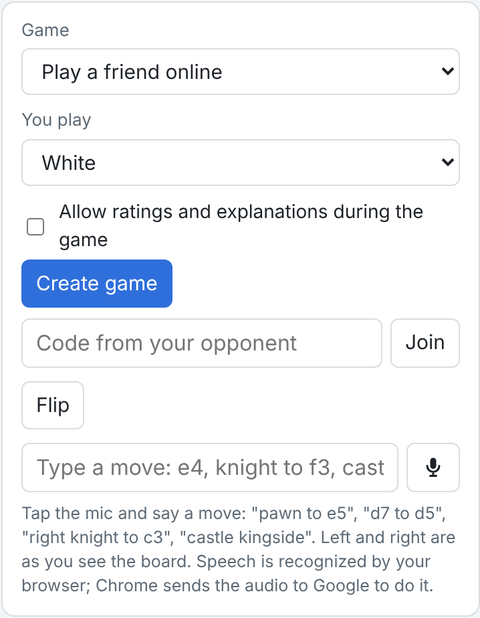 Game
Play a friend online
You play
White
Allow ratings and explanations during the
game
Create game
Code from your opponent
Join
Flip
Type a move: e4, knight to f3, cast
Tap the mic and say a move: "pawn to e5", "d7 to d5",
"right knight to c3", "castle kingside". Left and right are
as you see the board. Speech is recognized by your
browser; Chrome sends the audio to Google to do it.